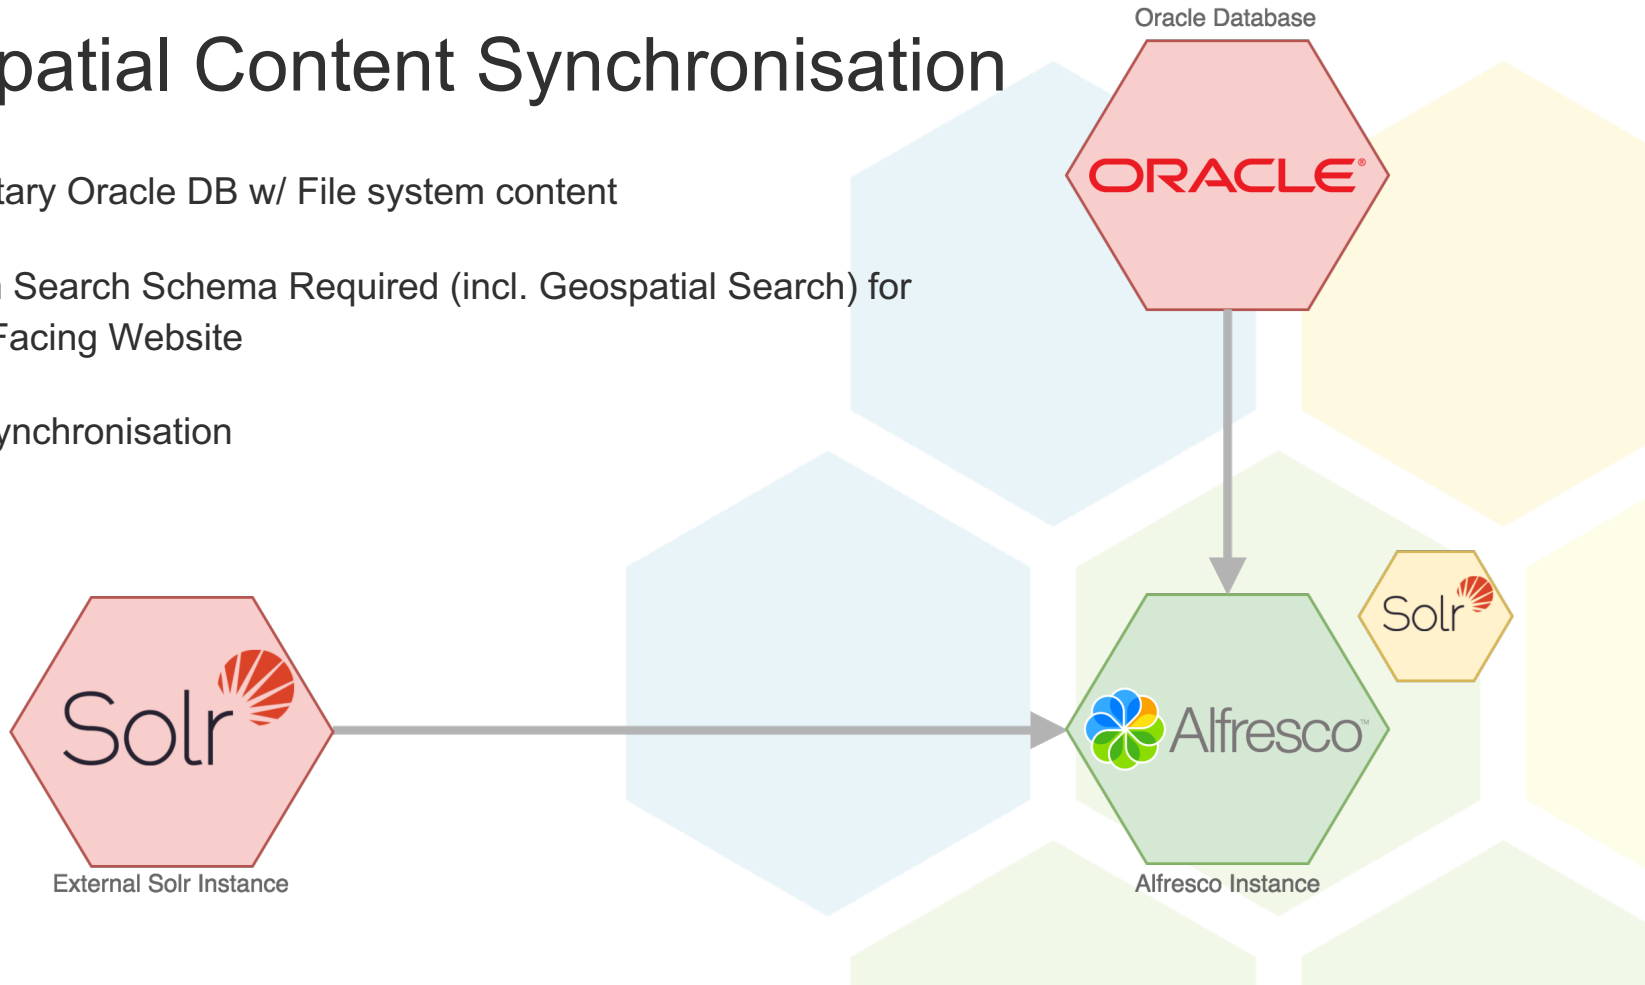 Oracle Database
patial Content Synchronisation
ORACLE®
tary Oracle DB w/ File system content
Search Schema Required (incl. Geospatial Search) for
Facing Website
ynchronisation
Solr
Solr
Alfresco™
External Solr Instance
Alfresco Instance